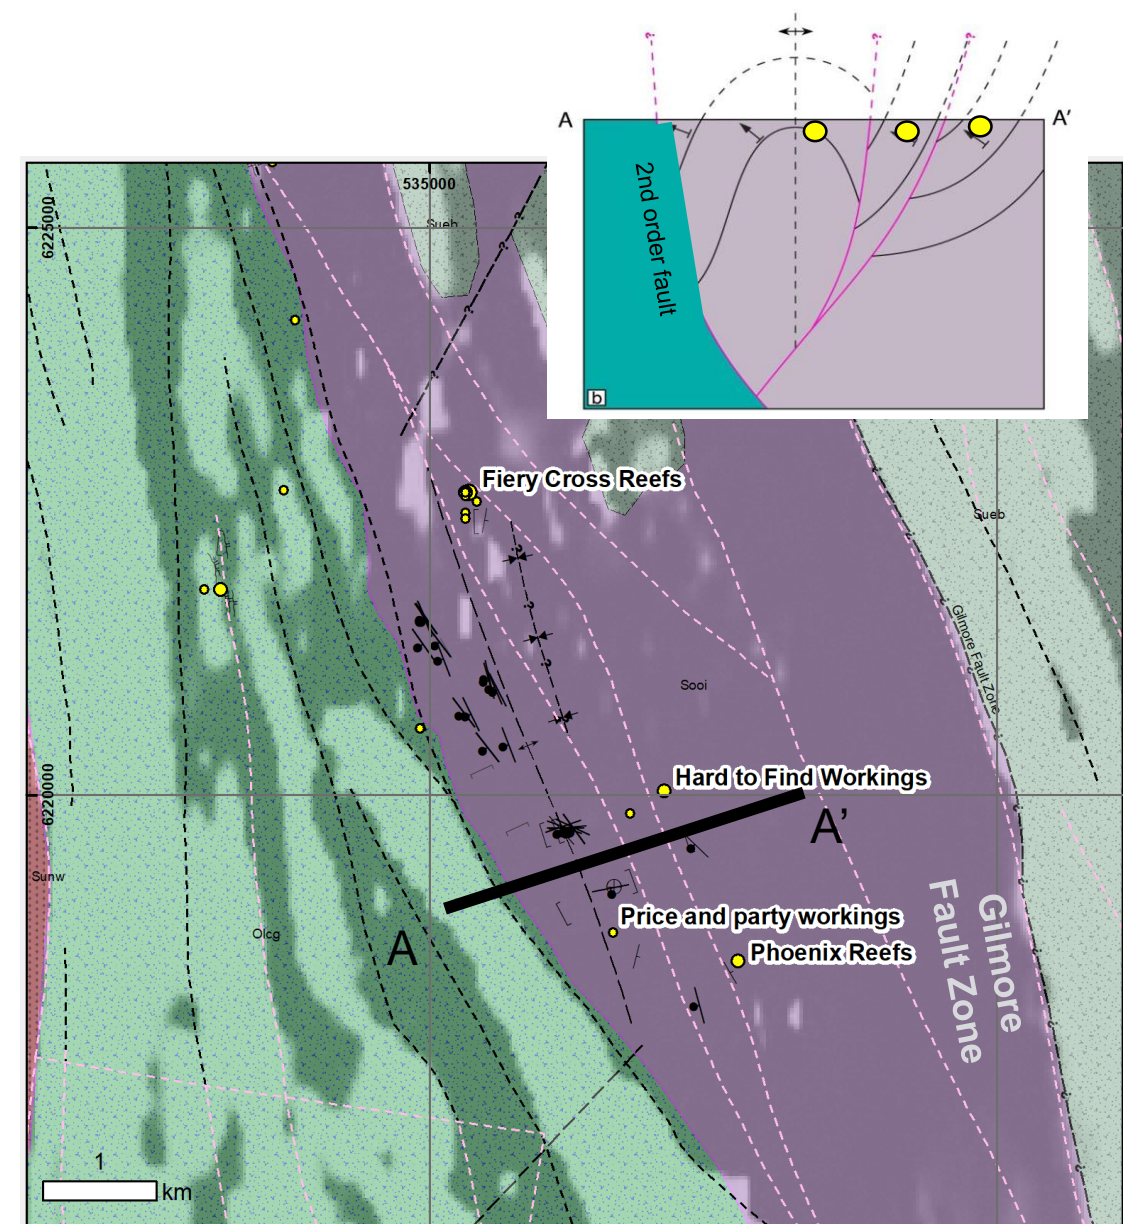 ?
?
?
A
A’
2nd order fault
b
535000
6225000
Sueb
?
?
?
?
Fiery Cross Reefs
Sueb
?
?
?
?
Gilmore Fault Zone
Sooi
6220000
Hard to Find Workings
A’
Sunw
Price and party workings
A
Olcg
Phoenix Reefs
Gilmore
Fault Zone
1
km